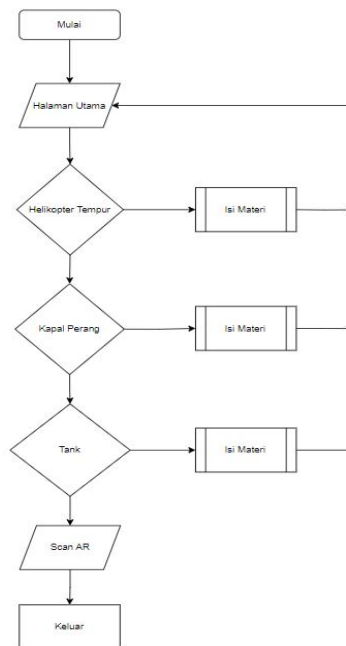 Mulai
Halaman Utama
Helikopter Tempur
Isi Materi
Kapal Perang
Isi Materi
Tank
Isi Materi
Scan AR
Keluar